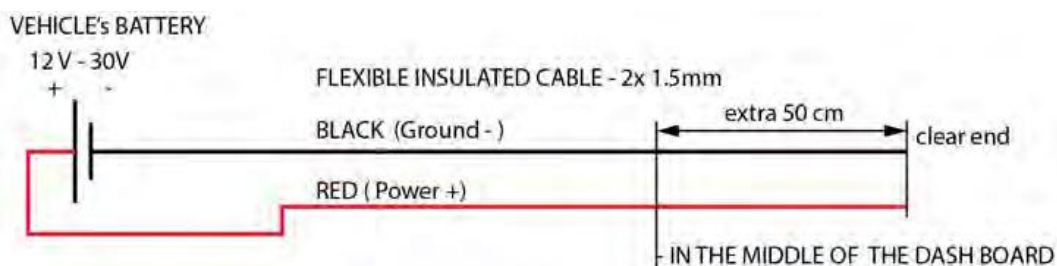 VEHICLE's BATTERY
12 V - 30V
+ -
FLEXIBLE INSULATED CABLE - 2x 1.5mm
extra 50 cm
BLACK (Ground - )
clear end
RED ( Power +)
- IN THE MIDDLE OF THE DASH BOARD